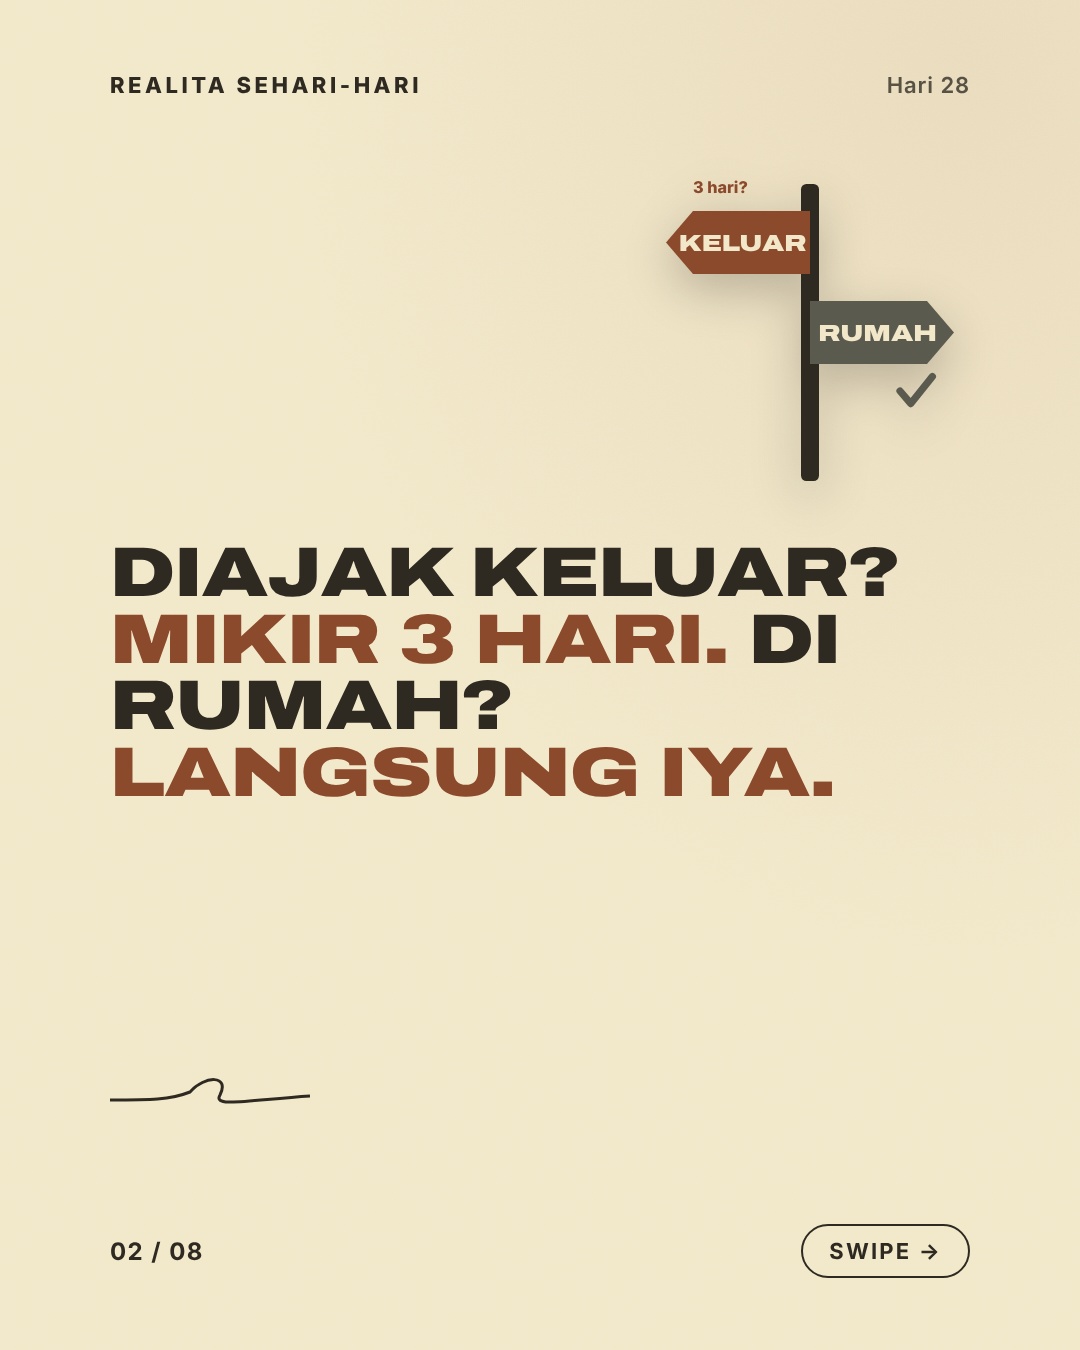 REALITA SEHARI-HARI
Hari 28
3 hari?
KELUAR
RUMAH
DIAJAK KELUAR?
MIKIR 3 HARI. DI
RUMAH?
LANGSUNG IYA.
02 / 08
SWIPE →